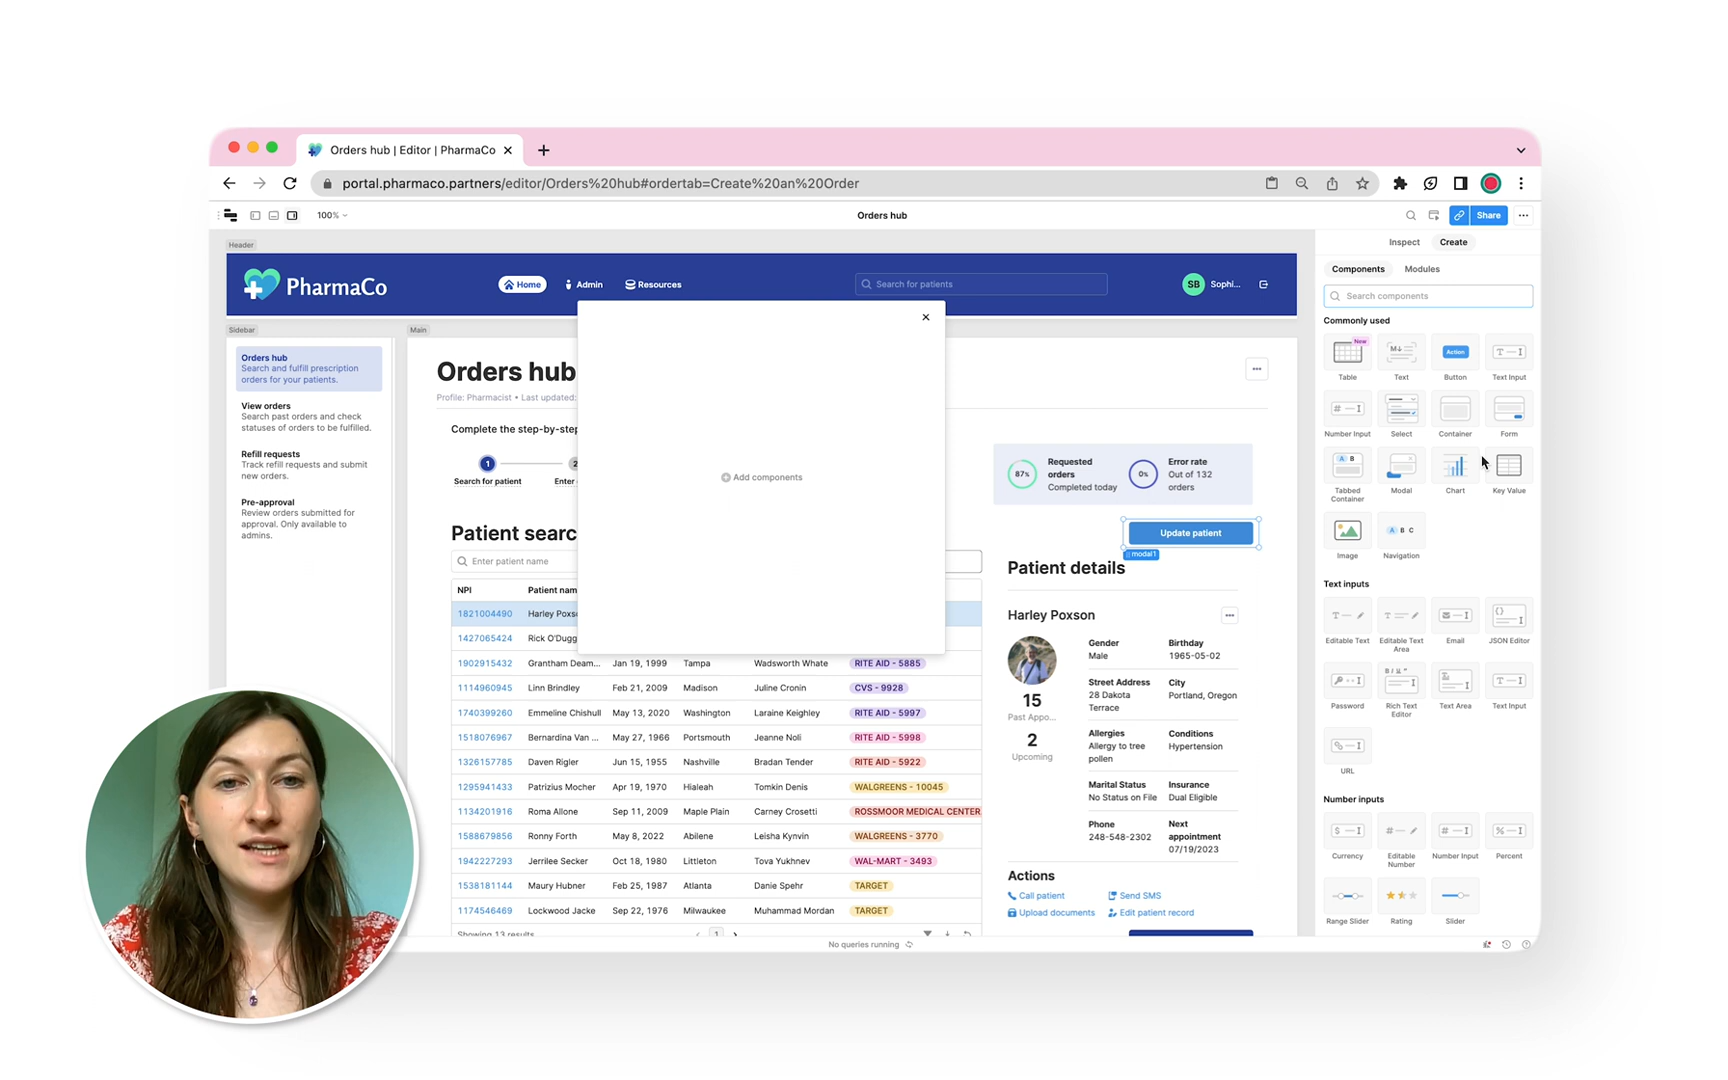 Orders hub | Editor | PharmaCo
portal.pharmaco.partners/editor/Orders%20hub#ordertab=Create%20an%20Order
100%
Orders hub
Share
Inspect
Create
Components
Modules
Search components
Header
PharmaCo
Home
Admin
Resources
Search for patients
SB
Sophi...
Sidebar
Orders hub
Search and fulfill prescription
orders for your patients.
View orders
Search past orders and check
statuses of orders to be fulfilled.
Refill requests
Track refill requests and submit
new orders.
Pre-approval
Review orders submitted for
approval. Only available to
admins.
Main
Orders hub
Profile: Pharmacist • Last updated:
Complete the step-by-step
1
2
Search for patient
Enter
Add components
87%
Requested
orders
Completed today
0%
Error rate
Out of 132
orders
Update patient
modal1
Patient searc
Enter patient name
NPI Patient nam
1821004490 Harley Poxs
1427065424 Rick O'Dugg
1902915432 Grantham Deam... Jan 19, 1999 Tampa Wadsworth Whate RITE AID - 5885
1114960945 Linn Brindley Feb 21, 2009 Madison Juline Cronin CVS - 9928
1740399260 Emmeline Chishull May 13, 2020 Washington Laraine Keighley RITE AID - 5997
1518076967 Bernardina Van ... May 27, 1966 Portsmouth Jeanne Noli RITE AID - 5998
1326157785 Daven Rigler Jun 15, 1955 Nashville Bradan Tender RITE AID - 5922
1295941433 Patrizius Mocher Apr 19, 1970 Hialeah Tomkin Denis WALGREENS - 10045
1134201916 Roma Allone Sep 11, 2009 Maple Plain Carney Crosetti ROSSMOOR MEDICAL CENTER
1588679856 Ronny Forth May 8, 2022 Abilene Leisha Kynvin WALGREENS - 3770
1942227293 Jerrilee Secker Oct 18, 1980 Littleton Tova Yukhnev WAL-MART - 3493
1538181144 Maury Hubner Feb 25, 1987 Atlanta Danie Spehr TARGET
1174546469 Lockwood Jacke Sep 22, 1976 Milwaukee Muhammad Mordan TARGET
Showing 13 results
1
Patient details
Harley Poxson
15
Past Appo...
2
Upcoming
Gender
Male
Birthday
1965-05-02
Street Address
28 Dakota
Terrace
City
Portland, Oregon
Allergies
Allergy to tree
pollen
Conditions
Hypertension
Marital Status
No Status on File
Insurance
Dual Eligible
Phone
248-548-2302
Next
appointment
07/19/2023
Actions
Call patient
Send SMS
Upload documents
Edit patient record
No queries running
Commonly used
New
Action
Table
Text
Button
Text Input
Number Input
Select
Container
Form
A B
Tabbed
Container
Modal
Chart
Key Value
A B C
Image
Navigation
Text inputs
Editable Text
Editable Text
Area
Email
JSON Editor
Password
Rich Text
Editor
Text Area
Text Input
URL
Number inputs
Currency
Editable
Number
Number Input
Percent
Range Slider
Rating
Slider